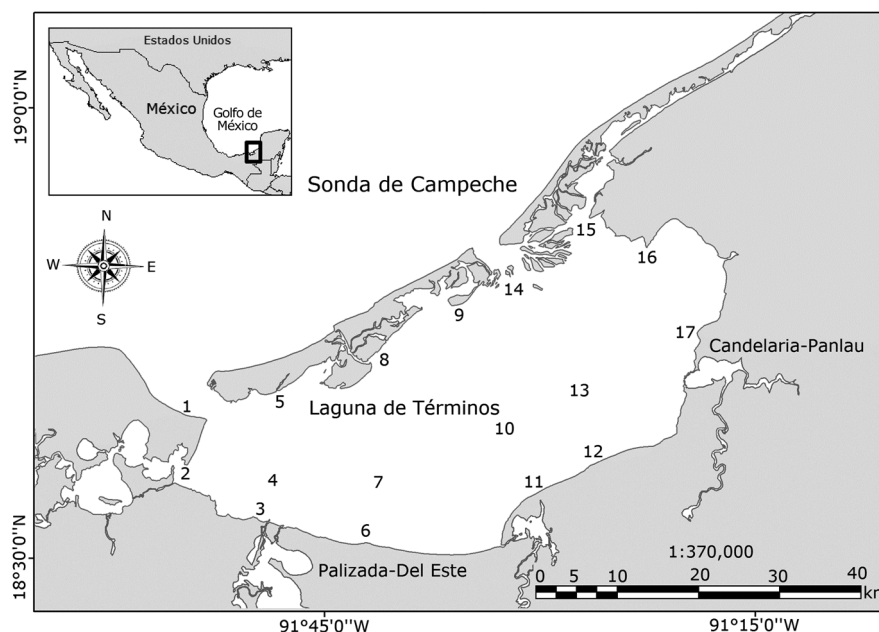 Estados Unidos
México
Golfo de
México
19°0'0''N
Sonda de Campeche
N
W
E
S
15
16
14
9
17
8
Candelaria-Panlau
13
5
1
Laguna de Términos
10
12
2
4
7
11
3
6
18°30'0''N
Palizada-Del Este
1:370,000
0 5 10 20 30 40
km
91°45'0''W
91°15'0''W